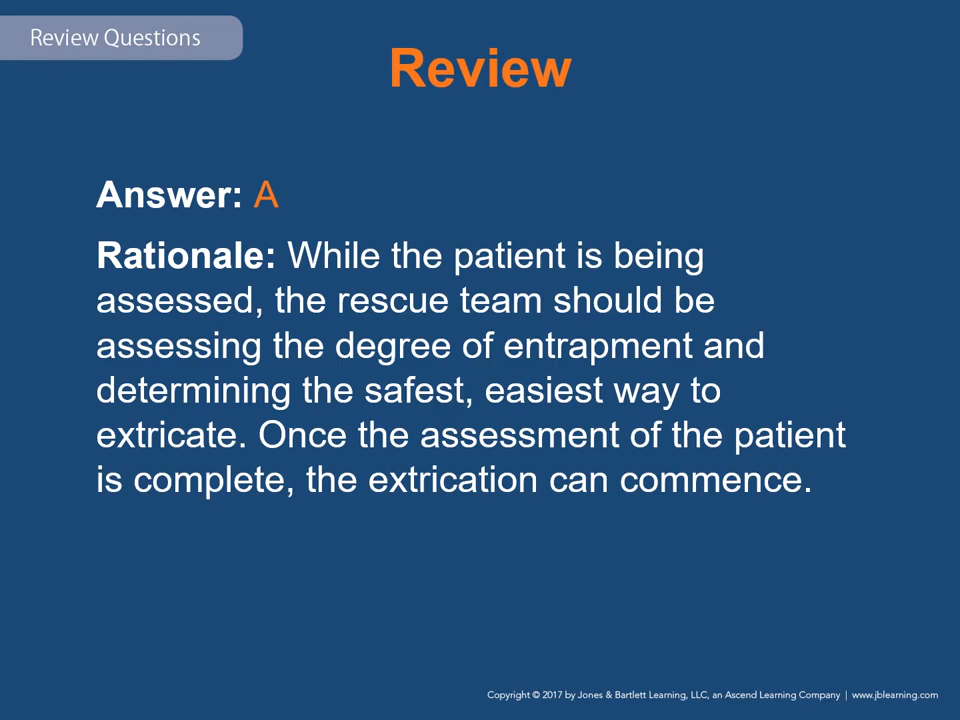 Review Questions
Review
Answer: A
Rationale: While the patient is being
assessed, the rescue team should be
assessing the degree of entrapment and
determining the safest, easiest way to
extricate. Once the assessment of the patient
is complete, the extrication can commence.
Copyright © 2017 by Jones & Bartlett Learning, LLC, an Ascend Learning Company | www.jblearning.com